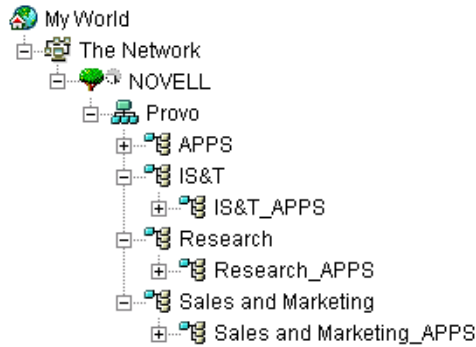 My World
The Network
NOVELL
Provo
APPS
IS&T
IS&T_APPS
Research
Research_APPS
Sales and Marketing
Sales and Marketing_APPS